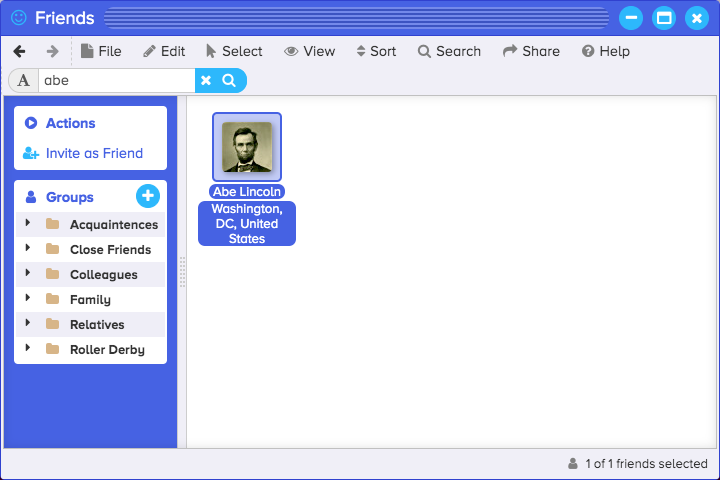 Friends
File Edit Select View Sort Search Share Help
A abe
Actions
Invite as Friend
Groups
Acquaintences
Close Friends
Colleagues
Family
Relatives
Roller Derby
Abe Lincoln
Washington,
DC, United
States
1 of 1 friends selected